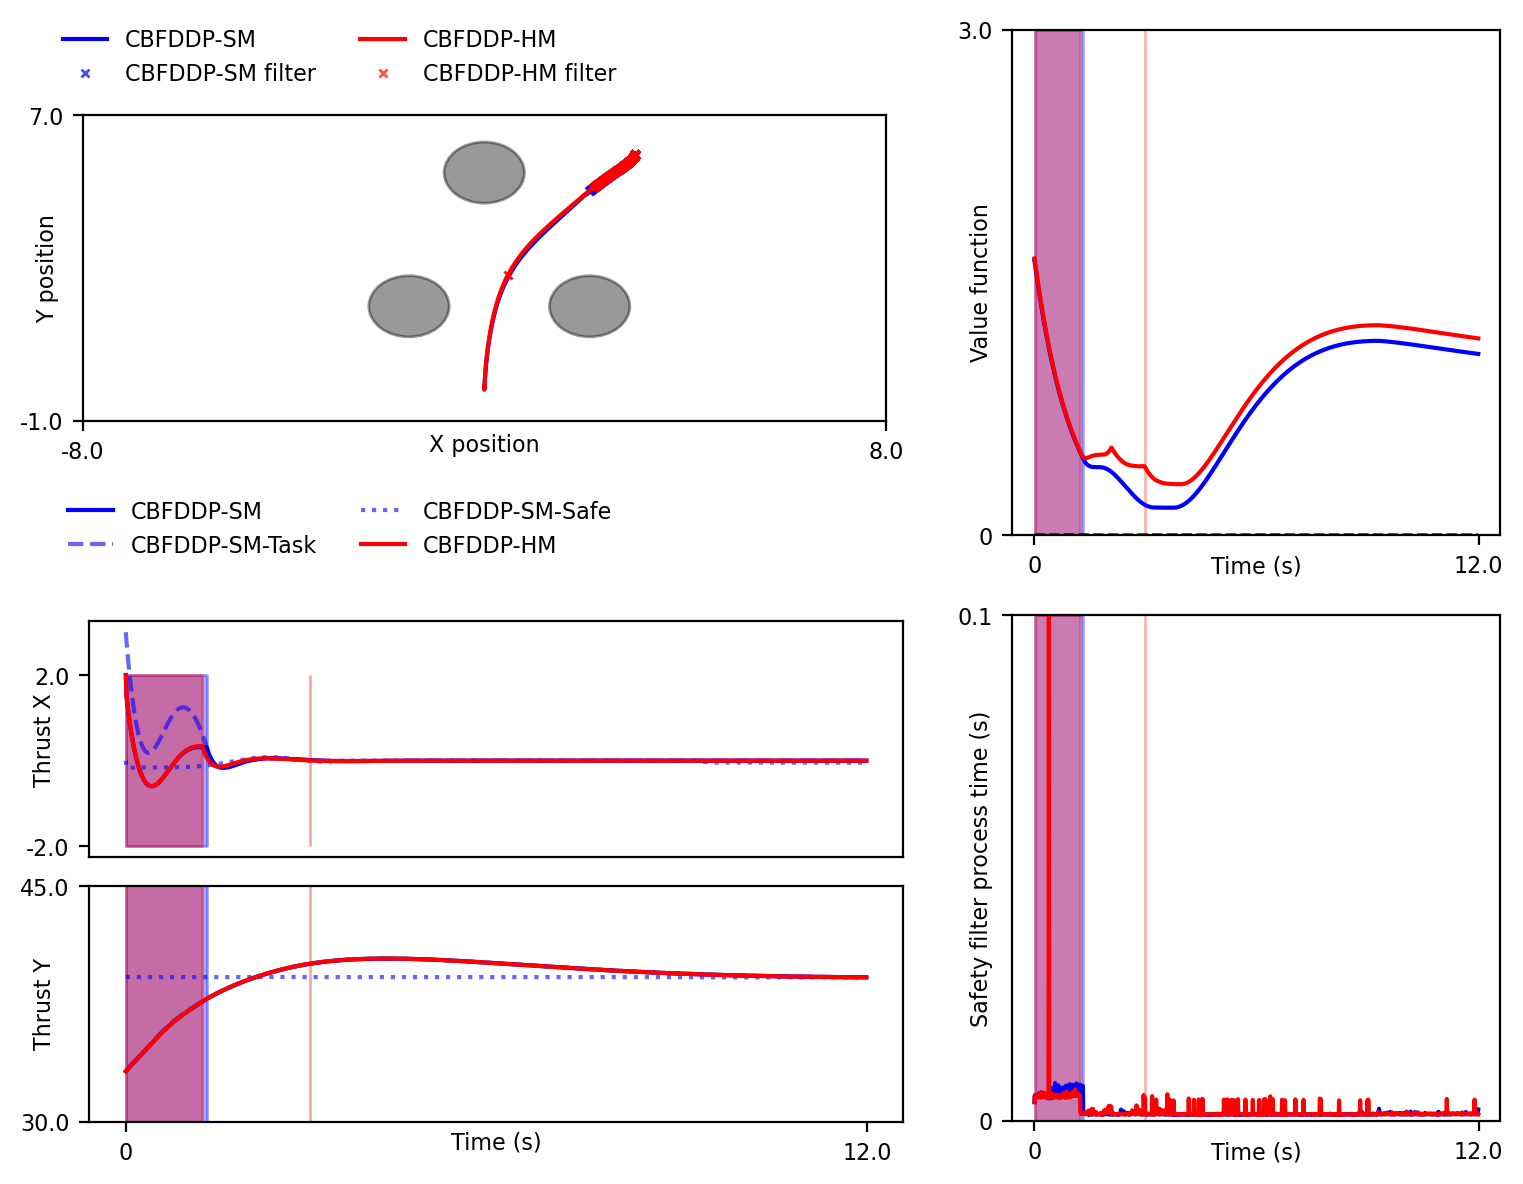 CBFDDP-SM
CBFDDP-HM
CBFDDP-SM filter
CBFDDP-HM filter
7.0
Y position
-1.0
-8.0
X position
8.0
3.0
Value function
0
0
Time (s)
12.0
CBFDDP-SM
CBFDDP-SM-Safe
CBFDDP-SM-Task
CBFDDP-HM
2.0
Thrust X
-2.0
45.0
Thrust Y
30.0
0
Time (s)
12.0
0.1
Safety filter process time (s)
0
0
Time (s)
12.0